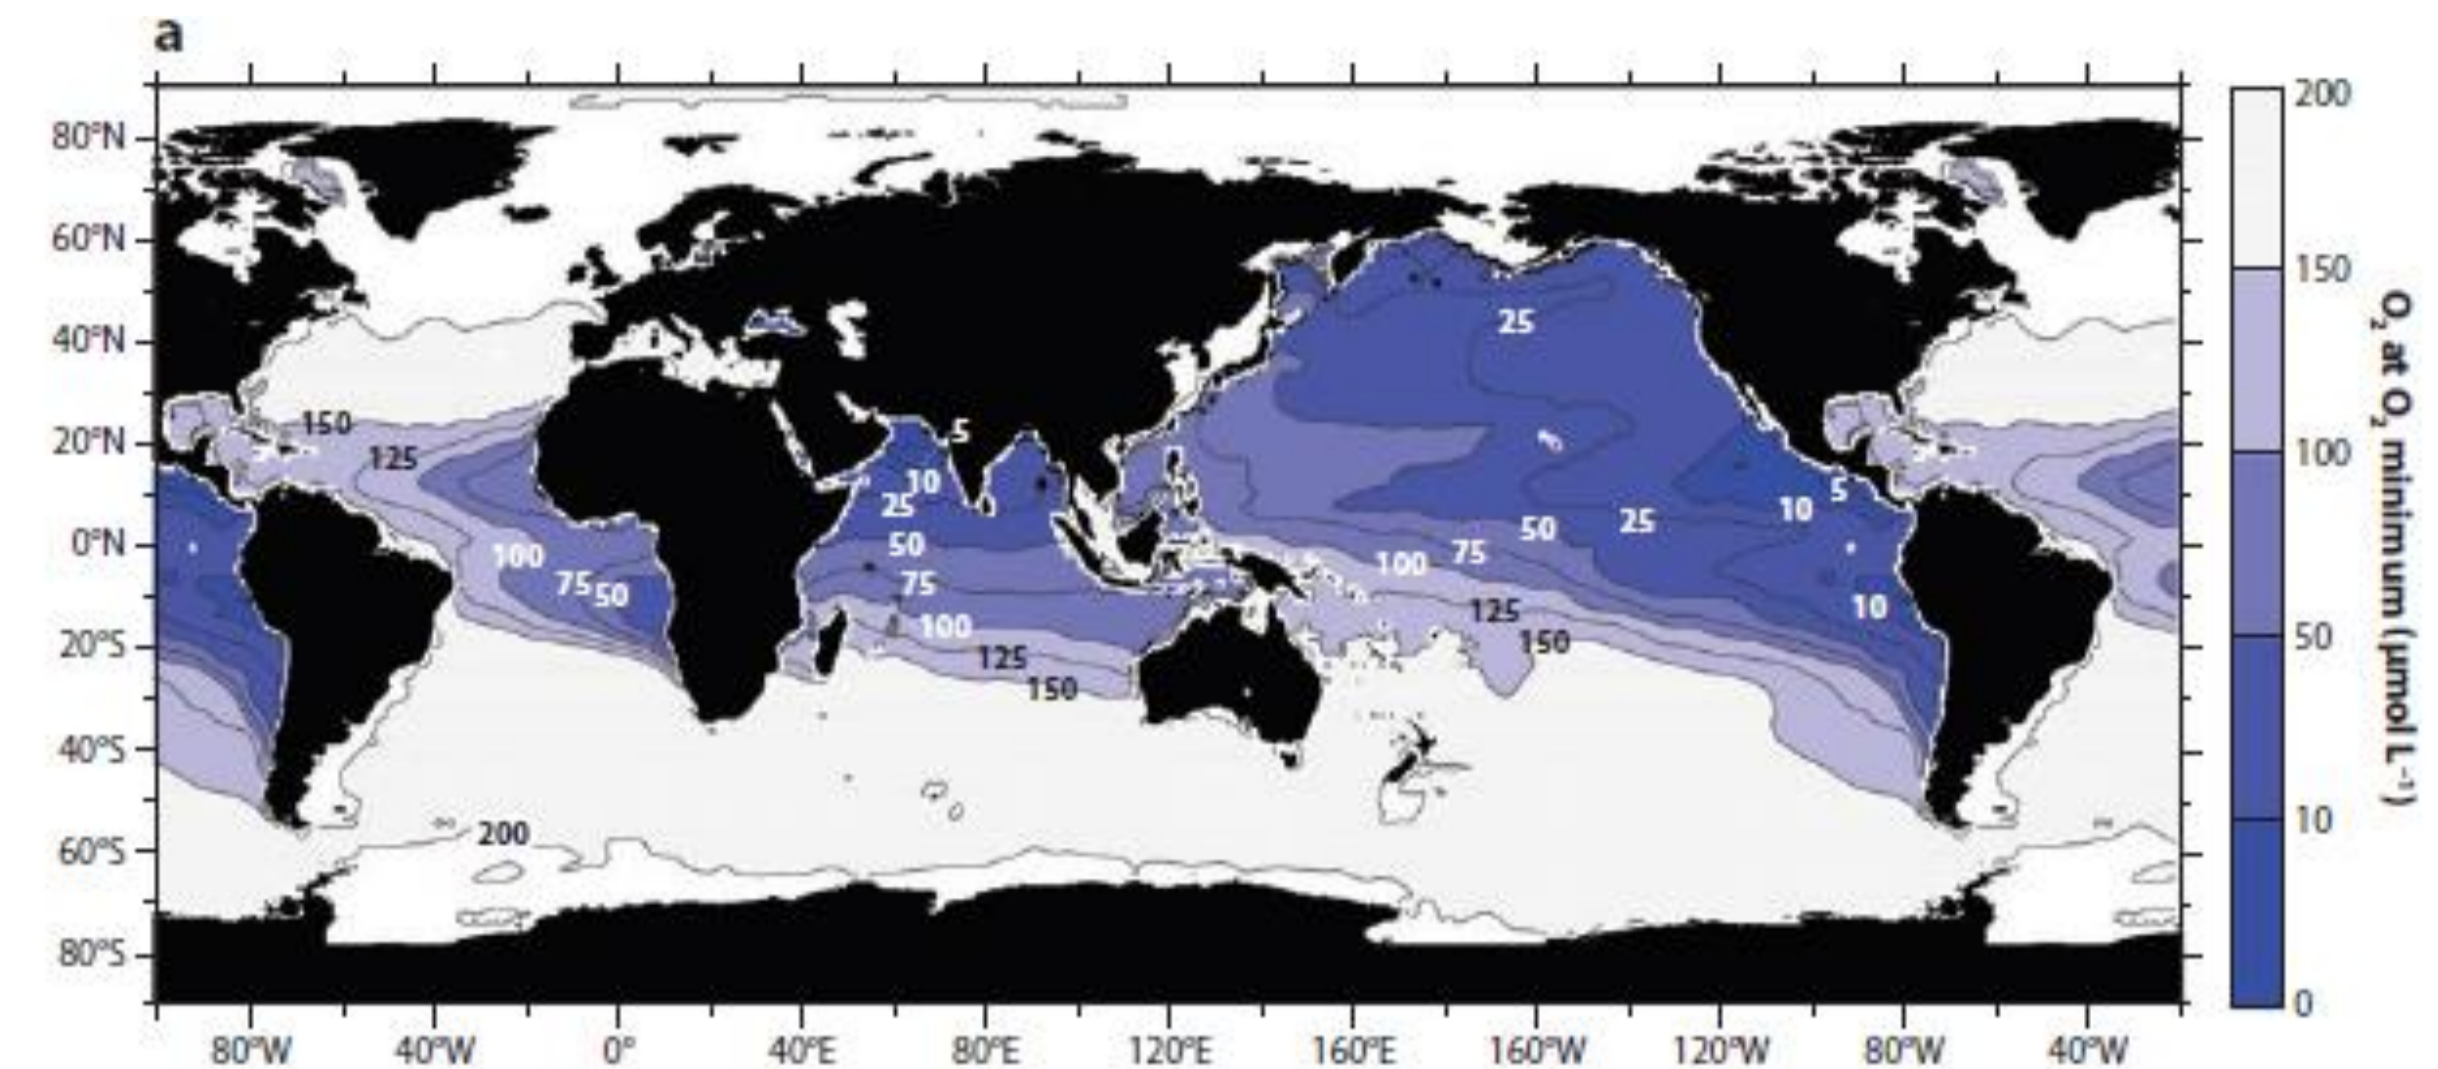 a
80°N
60°N
40°N
20°N
0°N
20°S
40°S
60°S
80°S
80°W
40°W
0°
40°E
80°E
120°E
160°E
160°W
120°W
80°W
40°W
150
125
100
75
50
5
10
25
50
75
100
125
150
25
50
25
10
5
75
100
10
125
150
200
200
150
100
50
10
0
O₂ at O₂ minimum (μmol L⁻¹)